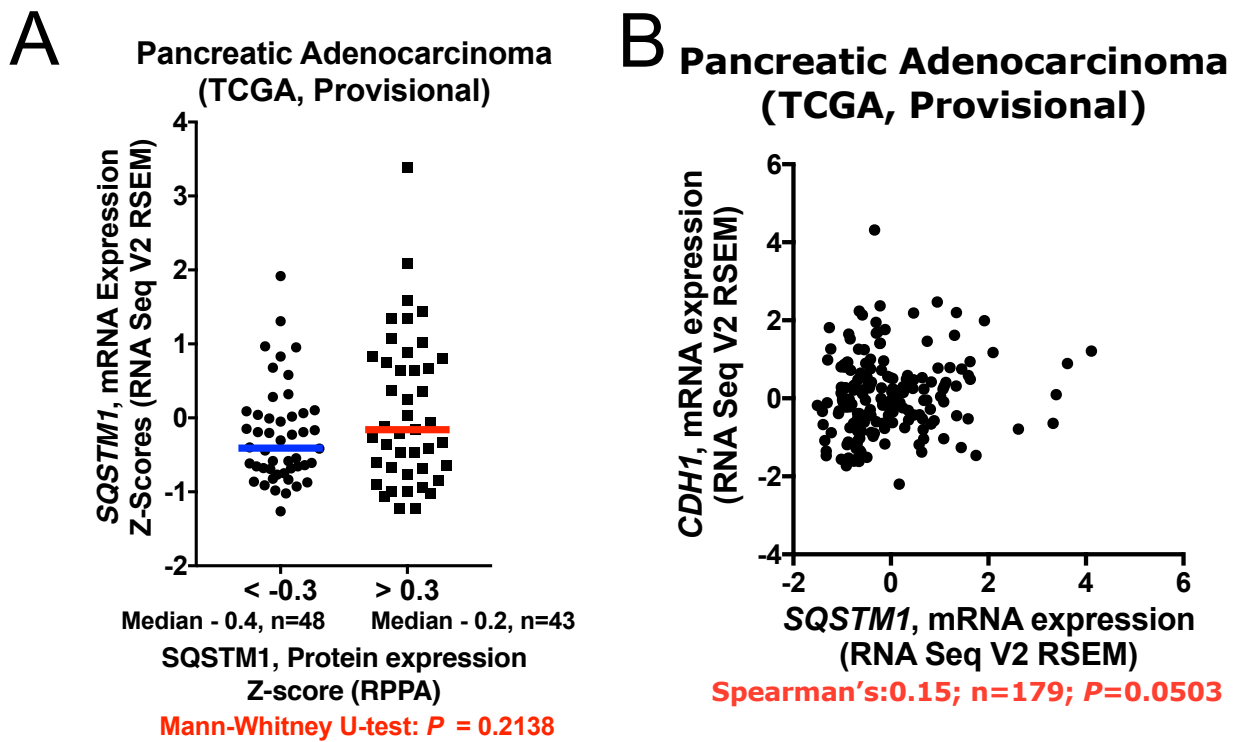 A
Pancreatic Adenocarcinoma
(TCGA, Provisional)
SQSTM1, mRNA Expression
Z-Scores (RNA Seq V2 RSEM)
4
3
2
1
0
-1
-2
< -0.3
> 0.3
Median - 0.4, n=48
Median - 0.2, n=43
SQSTM1, Protein expression
Z-score (RPPA)
Mann-Whitney U-test: P = 0.2138
B
Pancreatic Adenocarcinoma
(TCGA, Provisional)
CDH1, mRNA expression
(RNA Seq V2 RSEM)
6
4
2
0
-2
-4
-2
0
2
4
6
SQSTM1, mRNA expression
(RNA Seq V2 RSEM)
Spearman's:0.15; n=179; P=0.0503